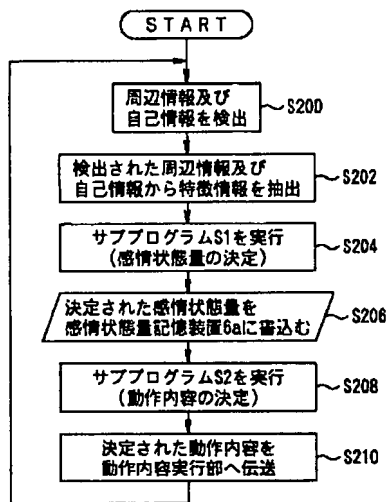 START
周辺情報及び
自己情報を検出
S200
検出された周辺情報及び
自己情報から特徴情報を抽出
S202
サブプログラムS1を実行
(感情状態量の決定)
S204
決定された感情状態量を
感情状態量記憶装置6aに書込む
S206
サブプログラムS2を実行
(動作内容の決定)
S208
決定された動作内容を
動作内容実行部へ伝送
S210